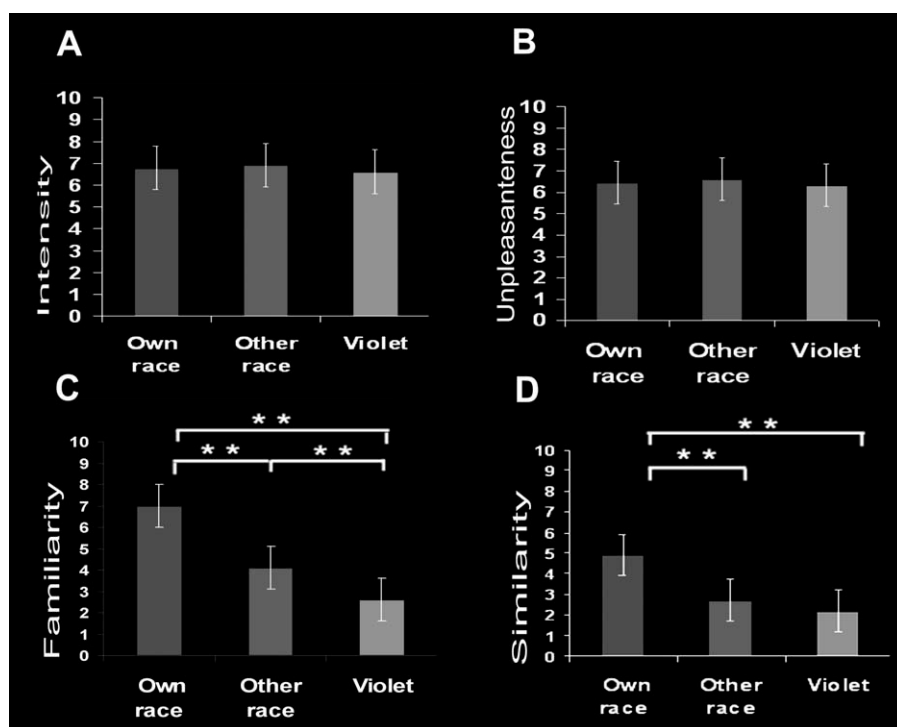 A
Intensity
10
9
8
7
6
5
4
3
2
1
0
Own
race
Other
race
Violet
B
Unpleasanteness
10
9
8
7
6
5
4
3
2
1
0
Own
race
Other
race
Violet
C
Familiarity
10
9
8
7
6
5
4
3
2
1
0
* *
* *
* *
Own
race
Other
race
Violet
D
Similarity
10
9
8
7
6
5
4
3
2
1
0
* *
* *
Own
race
Other
race
Violet